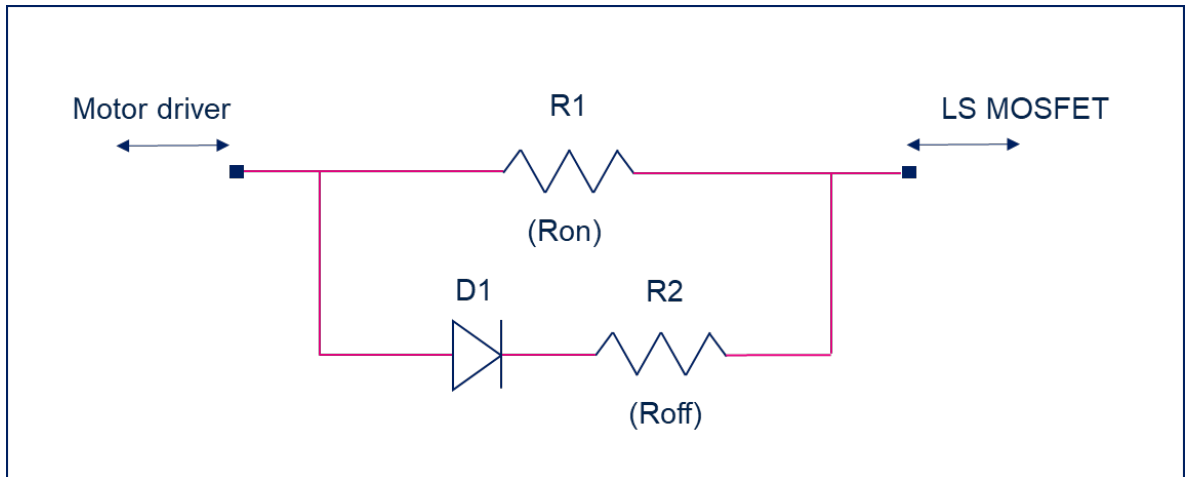 Motor driver
R1
LS MOSFET
(Ron)
D1
R2
(Roff)